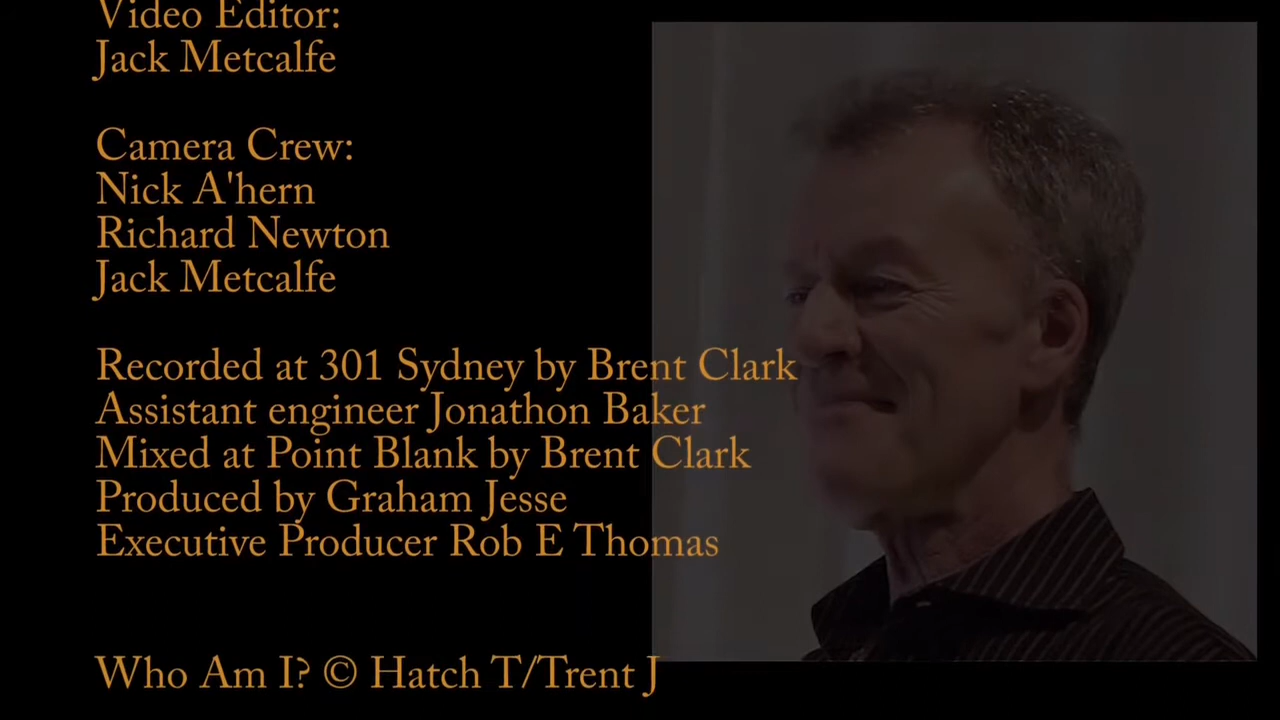 Video Editor:
Jack Metcalfe
Camera Crew:
Nick A'hern
Richard Newton
Jack Metcalfe
Recorded at 301 Sydney by Brent Clark
Assistant engineer Jonathon Baker
Mixed at Point Blank by Brent Clark
Produced by Graham Jesse
Executive Producer Rob E Thomas
Who Am I? © Hatch T/Trent J